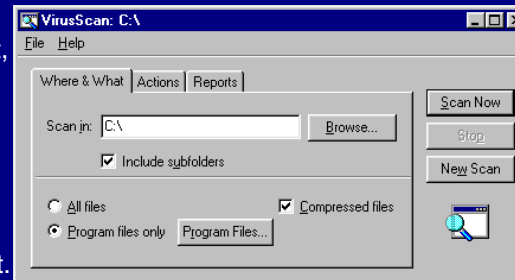 VirusScan: C:\
File Help
,
Where & What Actions Reports
Scan in: C:\ Browse...
Include subfolders
All files Compressed files
Program files only Program Files...
Scan Now
Stop
New Scan
t.